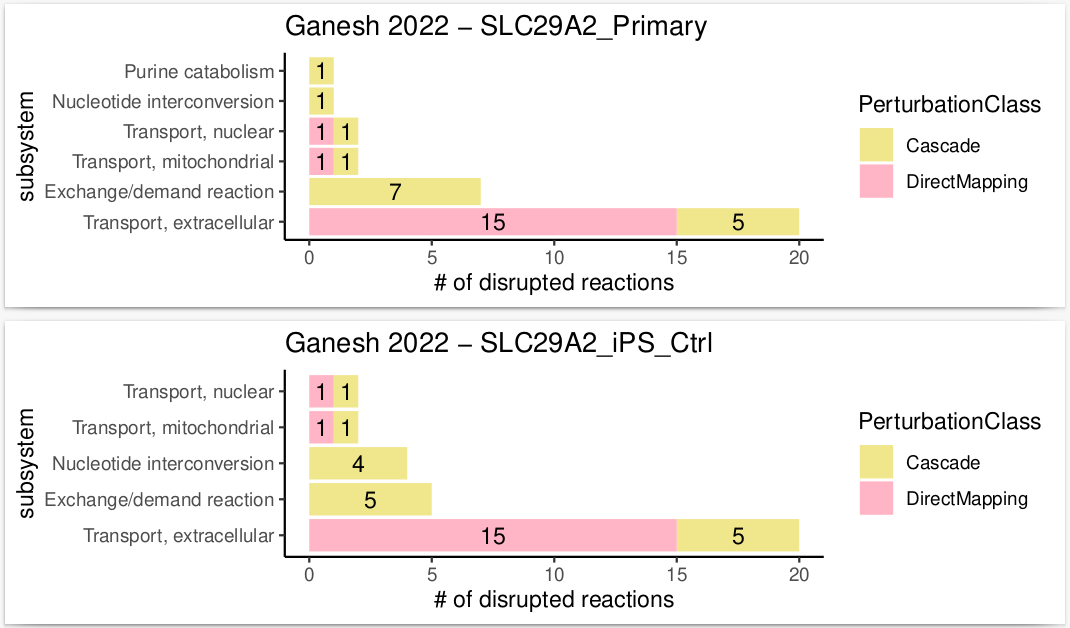 Ganesh 2022 – SLC29A2_Primary
subsystem
Purine catabolism
1
Nucleotide interconversion
1
Transport, nuclear
1 1
Transport, mitochondrial
1 1
Exchange/demand reaction
7
Transport, extracellular
15 5
0 5 10 15 20
# of disrupted reactions
PerturbationClass
Cascade
DirectMapping
Ganesh 2022 – SLC29A2_iPS_Ctrl
subsystem
Transport, nuclear
1 1
Transport, mitochondrial
1 1
Nucleotide interconversion
4
Exchange/demand reaction
5
Transport, extracellular
15 5
0 5 10 15 20
# of disrupted reactions
PerturbationClass
Cascade
DirectMapping